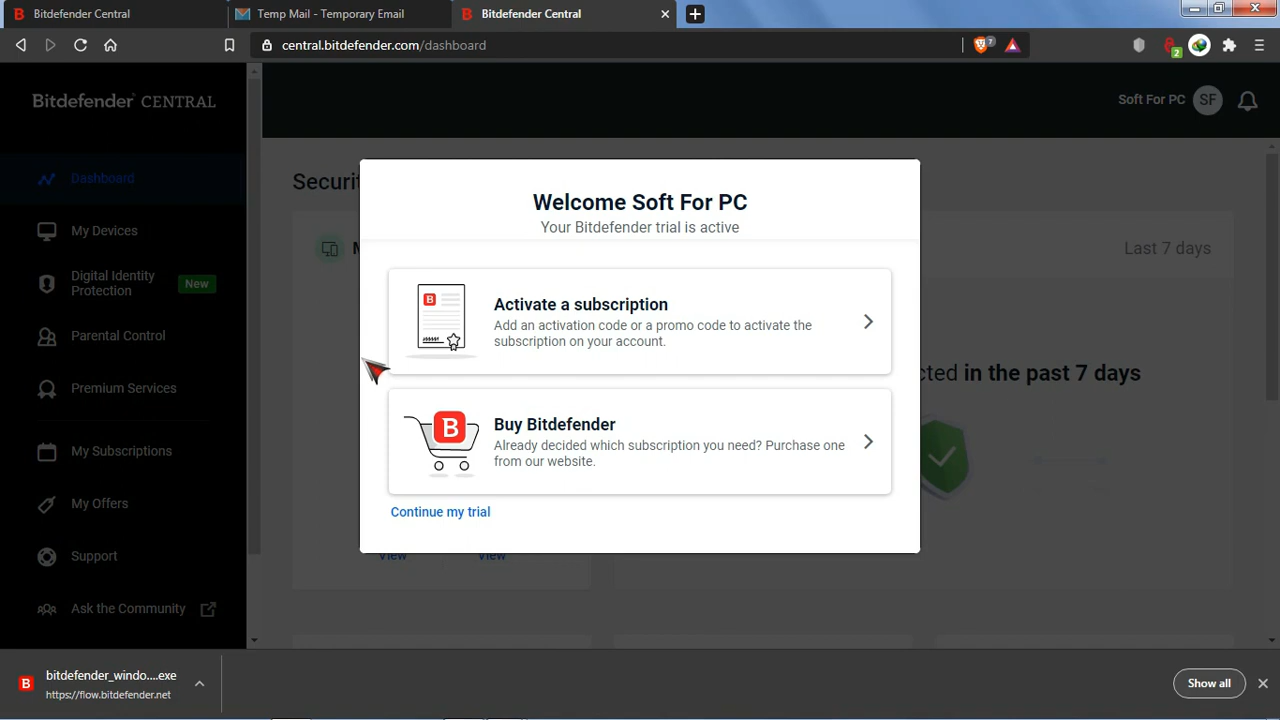 Bitdefender Central
Temp Mail - Temporary Email
Bitdefender Central
central.bitdefender.com/dashboard
7
2
Bitdefender® CENTRAL
Soft For PC
SF
Dashboard
My Devices
Digital Identity
Protection
New
Parental Control
Premium Services
My Subscriptions
My Offers
Support
Ask the Community
Securi
M
Last 7 days
cted in the past 7 days
View
View
Welcome Soft For PC
Your Bitdefender trial is active
B
Activate a subscription
Add an activation code or a promo code to activate the
subscription on your account.
B
Buy Bitdefender
Already decided which subscription you need? Purchase one
from our website.
Continue my trial
B
bitdefender_windo....exe
https://flow.bitdefender.net
Show all